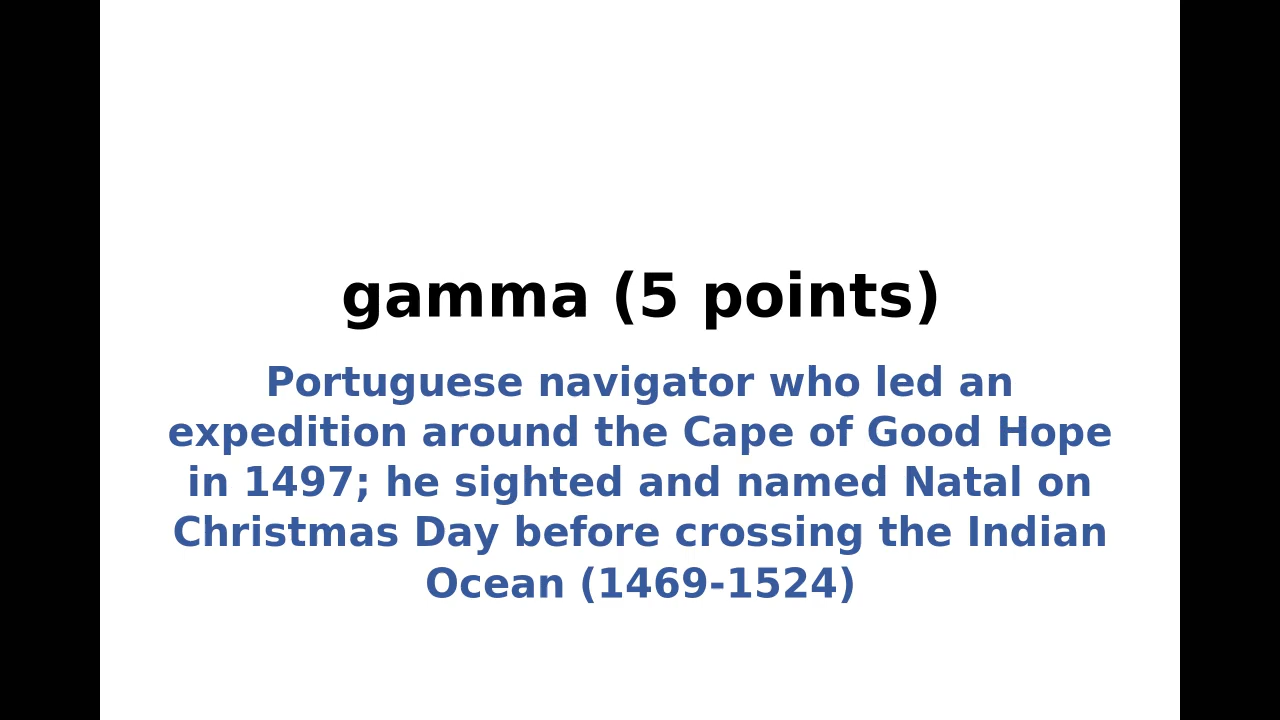 gamma (5 points)
Portuguese navigator who led an
expedition around the Cape of Good Hope
in 1497; he sighted and named Natal on
Christmas Day before crossing the Indian
Ocean (1469-1524)